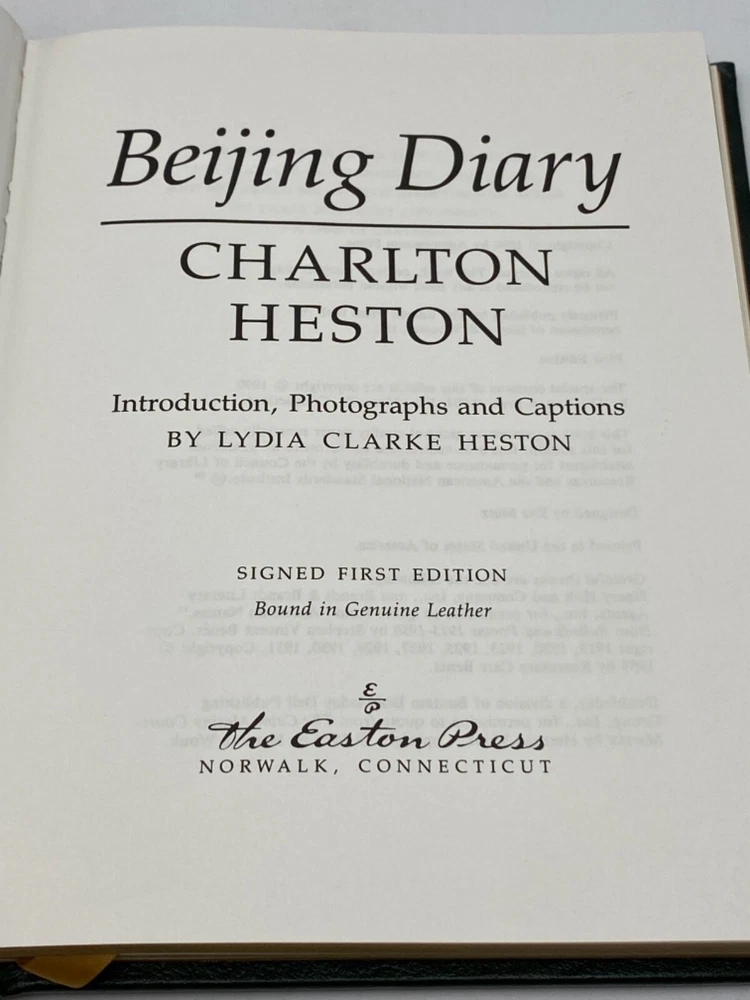 Beijing Diary
CHARLTON
HESTON
Introduction, Photographs and Captions
BY LYDIA CLARKE HESTON
SIGNED FIRST EDITION
Bound in Genuine Leather
E
P
The Easton Press
NORWALK, CONNECTICUT